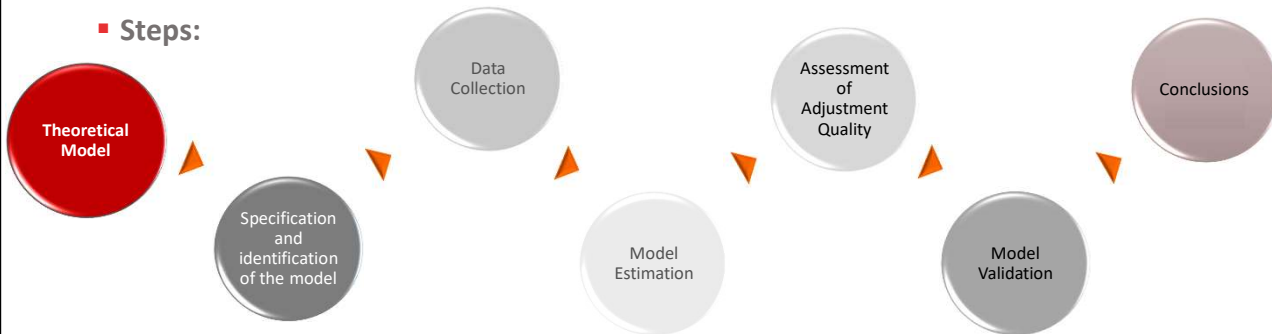 Steps:
Theoretical
Model
Specification
and
identification
of the model
Data
Collection
Model
Estimation
Assessment
of
Adjustment
Quality
Model
Validation
Conclusions